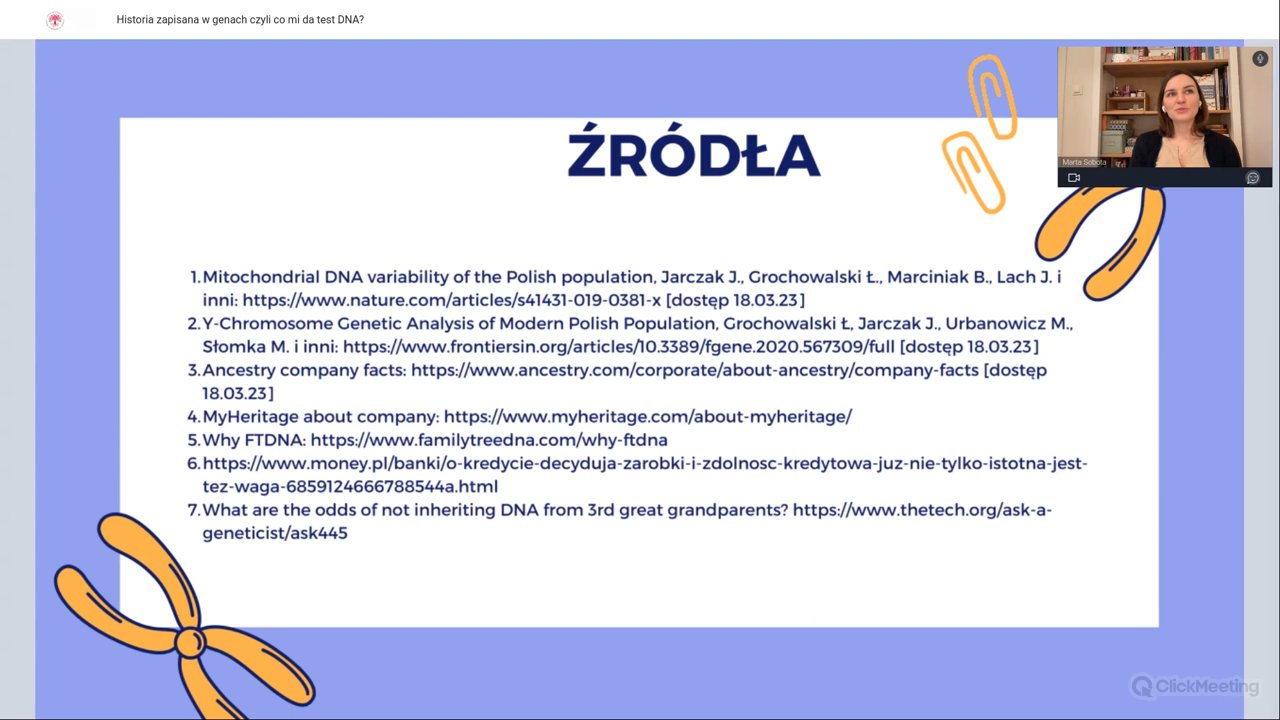 Historia zapisana w genach czyli co mi da test DNA?
Marta Sobota
ŹRÓDŁA
1. Mitochondrial DNA variability of the Polish population, Jarczak J., Grochowalski Ł., Marciniak B., Lach J. i
inni: https://www.nature.com/articles/s41431-019-0381-x [dostęp 18.03.23]
2. Y-Chromosome Genetic Analysis of Modern Polish Population, Grochowalski Ł, Jarczak J., Urbanowicz M.,
Słomka M. i inni: https://www.frontiersin.org/articles/10.3389/fgene.2020.567309/full [dostęp 18.03.23]
3. Ancestry company facts: https://www.ancestry.com/corporate/about-ancestry/company-facts [dostęp
18.03.23]
4. MyHeritage about company: https://www.myheritage.com/about-myheritage/
5. Why FTDNA: https://www.familytreedna.com/why-ftdna
6. https://www.money.pl/banki/o-kredycie-decyduja-zarobki-i-zdolnosc-kredytowa-juz-nie-tylko-istotna-jest-
tez-waga-6859124666788544a.html
7. What are the odds of not inheriting DNA from 3rd great grandparents? https://www.thetech.org/ask-a-
geneticist/ask445
ClickMeeting